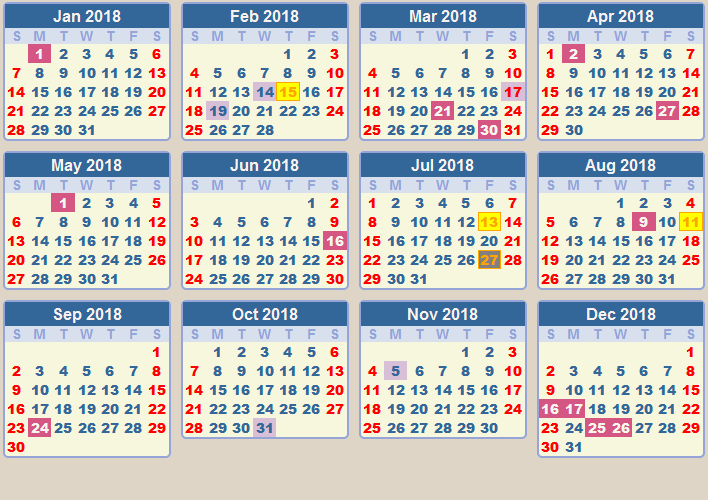 Jan 2018
S M T W T F S
1 2 3 4 5 6
7 8 9 10 11 12 13
14 15 16 17 18 19 20
21 22 23 24 25 26 27
28 29 30 31
Feb 2018
S M T W T F S
1 2 3
4 5 6 7 8 9 10
11 12 13 14 15 16 17
18 19 20 21 22 23 24
25 26 27 28
Mar 2018
S M T W T F S
1 2 3
4 5 6 7 8 9 10
11 12 13 14 15 16 17
18 19 20 21 22 23 24
25 26 27 28 29 30 31
Apr 2018
S M T W T F S
1 2 3 4 5 6 7
8 9 10 11 12 13 14
15 16 17 18 19 20 21
22 23 24 25 26 27 28
29 30
May 2018
S M T W T F S
1 2 3 4 5
6 7 8 9 10 11 12
13 14 15 16 17 18 19
20 21 22 23 24 25 26
27 28 29 30 31
Jun 2018
S M T W T F S
1 2
3 4 5 6 7 8 9
10 11 12 13 14 15 16
17 18 19 20 21 22 23
24 25 26 27 28 29 30
Jul 2018
S M T W T F S
1 2 3 4 5 6 7
8 9 10 11 12 13 14
15 16 17 18 19 20 21
22 23 24 25 26 27 28
29 30 31
Aug 2018
S M T W T F S
1 2 3 4
5 6 7 8 9 10 11
12 13 14 15 16 17 18
19 20 21 22 23 24 25
26 27 28 29 30 31
Sep 2018
S M T W T F S
1
2 3 4 5 6 7 8
9 10 11 12 13 14 15
16 17 18 19 20 21 22
23 24 25 26 27 28 29
30
Oct 2018
S M T W T F S
1 2 3 4 5 6
7 8 9 10 11 12 13
14 15 16 17 18 19 20
21 22 23 24 25 26 27
28 29 30 31
Nov 2018
S M T W T F S
1 2 3
4 5 6 7 8 9 10
11 12 13 14 15 16 17
18 19 20 21 22 23 24
25 26 27 28 29 30
Dec 2018
S M T W T F S
1
2 3 4 5 6 7 8
9 10 11 12 13 14 15
16 17 18 19 20 21 22
23 24 25 26 27 28 29
30 31